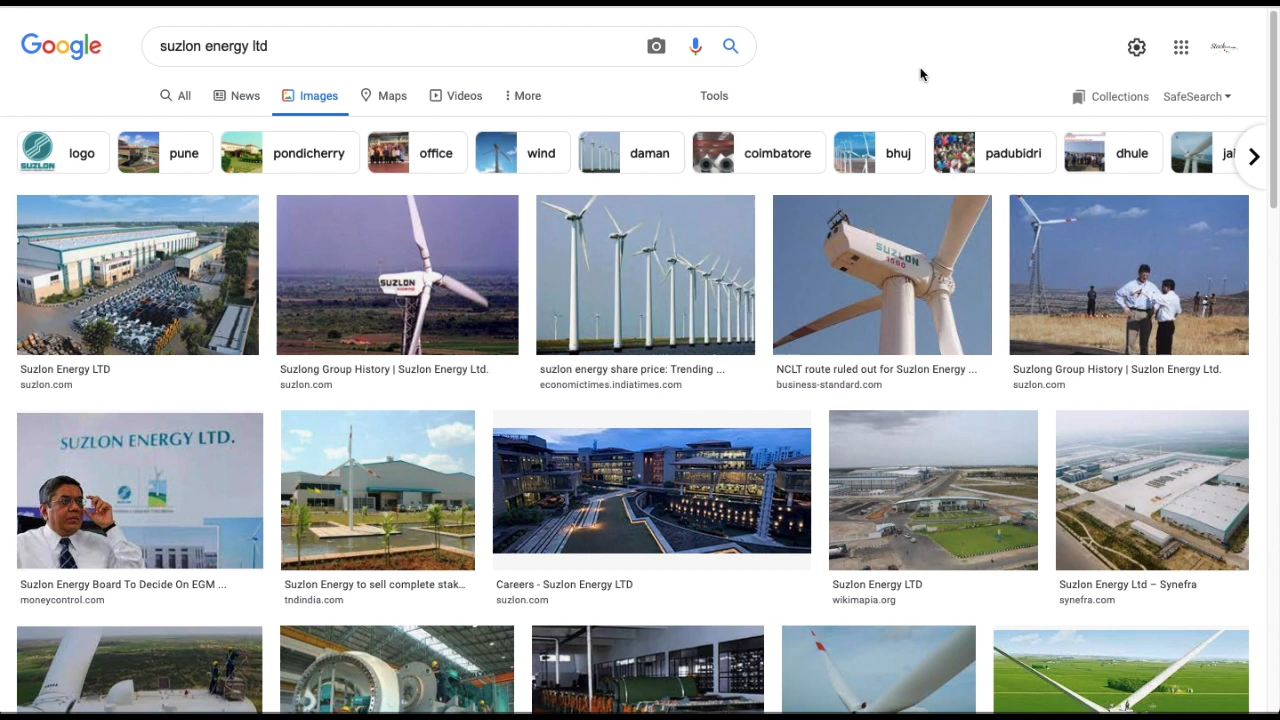 Google
suzlon energy ltd
All
News
Images
Maps
Videos
More
Tools
Collections
SafeSearch
SUZLON
logo
pune
pondicherry
office
wind
daman
coimbatore
bhuj
padubidri
dhule
SUZLON
SUZLON
Suzlon Energy LTD
suzlon.com
Suzlong Group History | Suzlon Energy Ltd.
suzlon.com
suzlon energy share price: Trending ...
economictimes.indiatimes.com
NCLT route ruled out for Suzlon Energy ...
business-standard.com
Suzlong Group History | Suzlon Energy Ltd.
suzlon.com
SUZLON ENERGY LTD.
Suzlon Energy Board To Decide On EGM ...
moneycontrol.com
Suzlon Energy to sell complete stak...
tndindia.com
Careers - Suzlon Energy LTD
suzlon.com
Suzlon Energy LTD
wikimapia.org
Suzlon Energy Ltd – Synefra
synefra.com